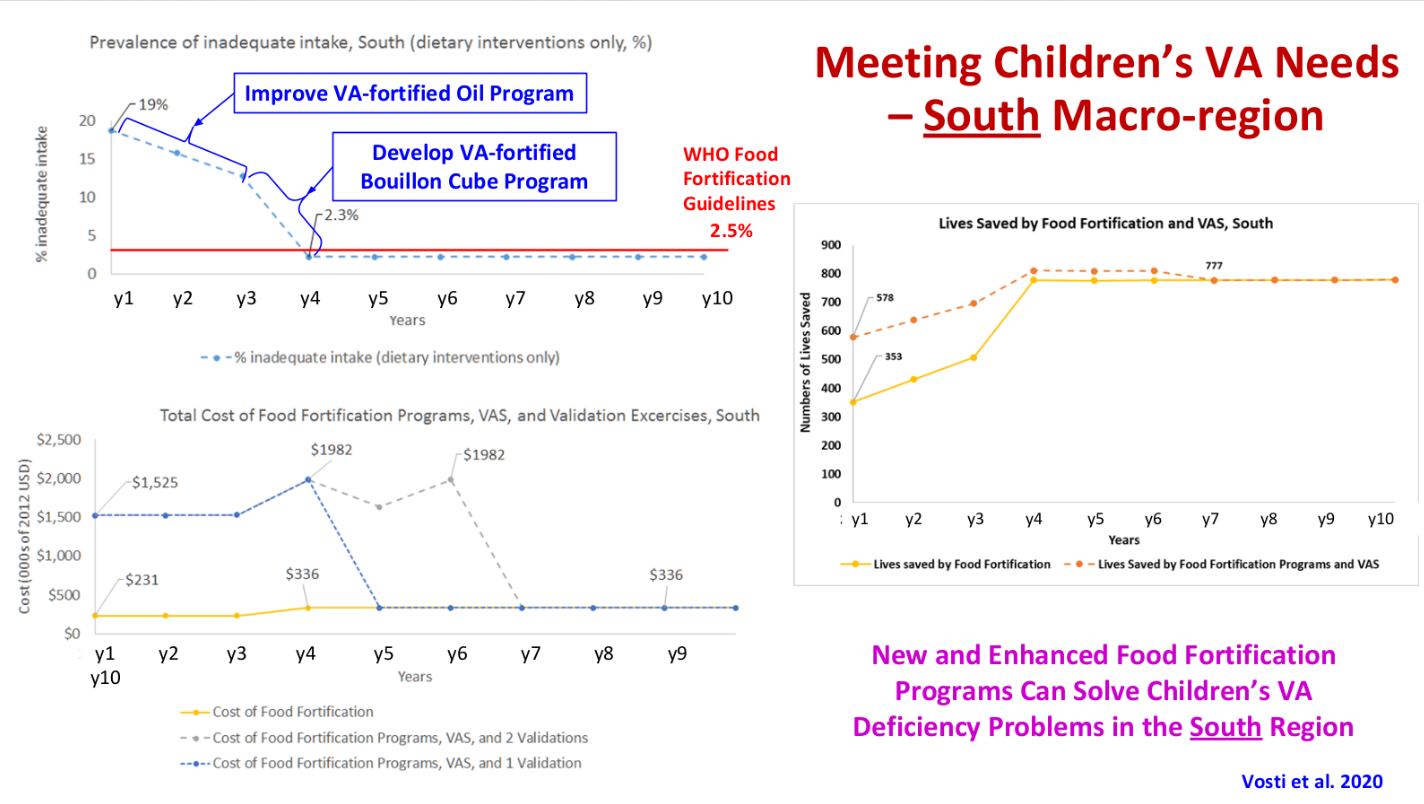 Meeting Children's VA Needs
– South Macro-region
Prevalence of inadequate intake, South (dietary interventions only, %)
Improve VA-fortified Oil Program
Develop VA-fortified
Bouillon Cube Program
19%
2.3%
WHO Food
Fortification
Guidelines
2.5%
% inadequate intake
20
15
10
5
0
y1 y2 y3 y4 y5 y6 y7 y8 y9 y10
Years
% inadequate intake (dietary interventions only)
Total Cost of Food Fortification Programs, VAS, and Validation Excercises, South
Cost (000s of 2012 USD)
$2,500
$2,000
$1,500
$1,000
$500
$0
$1,525
$1982
$1982
$231
$336
$336
y1 y2 y3 y4 y5 y6 y7 y8 y9
y10
Years
Cost of Food Fortification
Cost of Food Fortification Programs, VAS, and 2 Validations
Cost of Food Fortification Programs, VAS, and 1 Validation
Lives Saved by Food Fortification and VAS, South
Numbers of Lives Saved
900
800
700
600
500
400
300
200
100
0
578
353
777
y1 y2 y3 y4 y5 y6 y7 y8 y9 y10
Years
Lives saved by Food Fortification
Lives Saved by Food Fortification Programs and VAS
New and Enhanced Food Fortification
Programs Can Solve Children's VA
Deficiency Problems in the South Region
Vosti et al. 2020